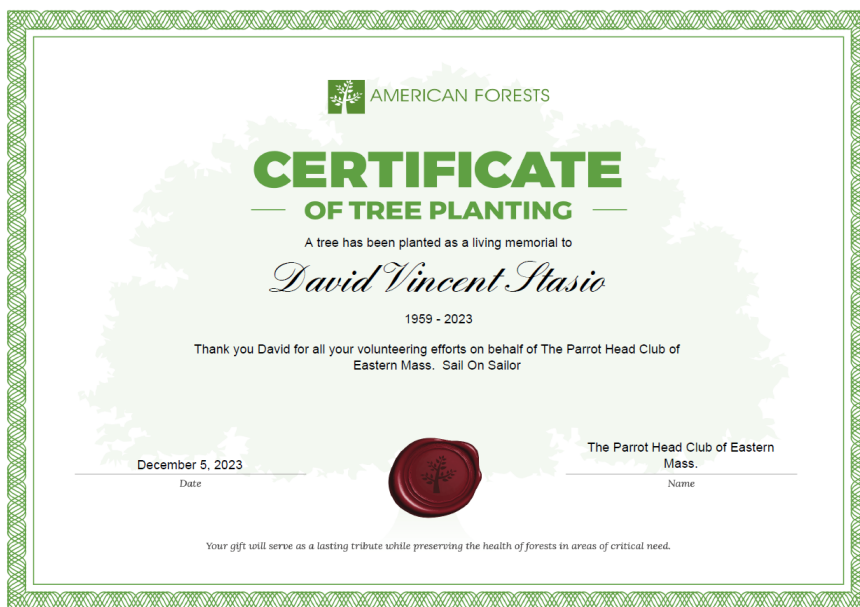 AMERICAN FORESTS
CERTIFICATE
OF TREE PLANTING
A tree has been planted as a living memorial to
David Vincent Stasio
1959 - 2023
Thank you David for all your volunteering efforts on behalf of The Parrot Head Club of
Eastern Mass.  Sail On Sailor
December 5, 2023
Date
The Parrot Head Club of Eastern
Mass.
Name
Your gift will serve as a lasting tribute while preserving the health of forests in areas of critical need.